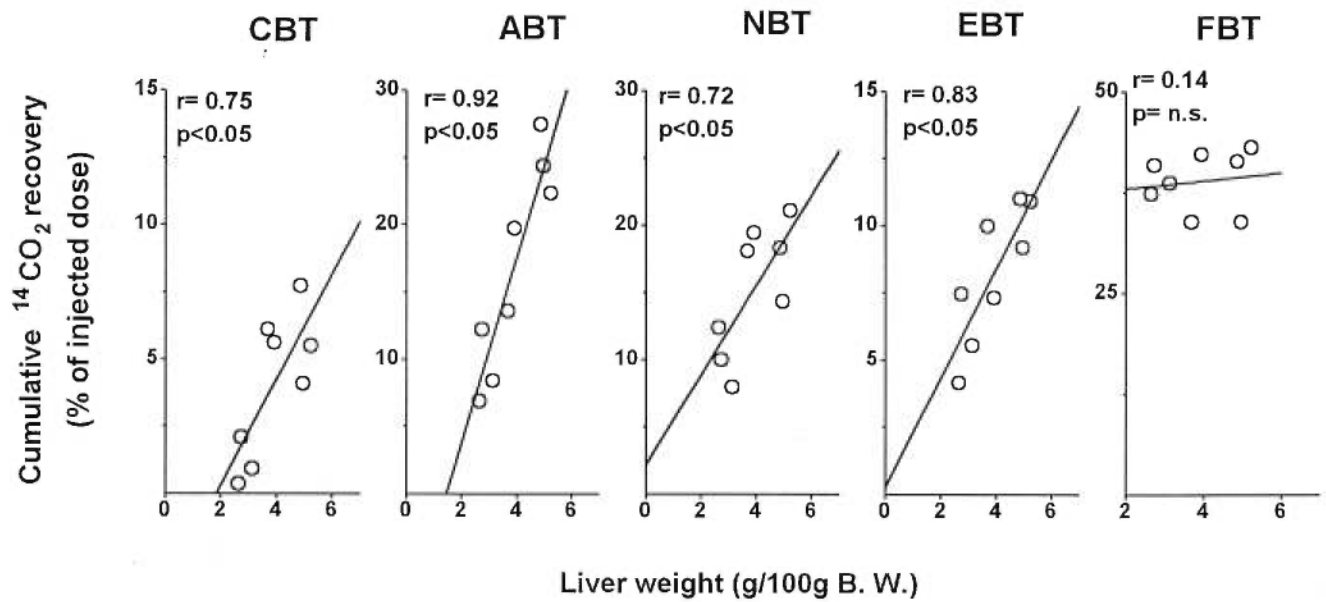 CBT ABT NBT EBT FBT
Cumulative ¹⁴CO₂ recovery
(% of injected dose)
15
10
5
r= 0.75
p<0.05
0 2 4 6
30
20
10
r= 0.92
p<0.05
0 2 4 6
30
20
10
r= 0.72
p<0.05
0 2 4 6
15
10
5
r= 0.83
p<0.05
0 2 4 6
50
25
r= 0.14
p= n.s.
2 4 6
Liver weight (g/100g B. W.)